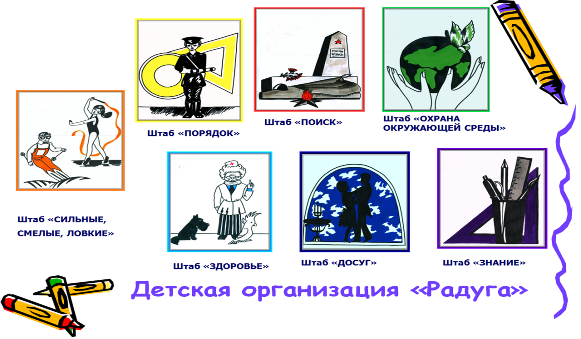 Штаб «ПОРЯДОК»
Штаб «ПОИСК»
Штаб «ОХРАНА
ОКРУЖАЮЩЕЙ СРЕДЫ»
Штаб «СИЛЬНЫЕ,
СМЕЛЫЕ, ЛОВКИЕ»
Штаб «ЗДОРОВЬЕ»
Штаб «ДОСУГ»
Штаб «ЗНАНИЕ»
Детская организация «Радуга»